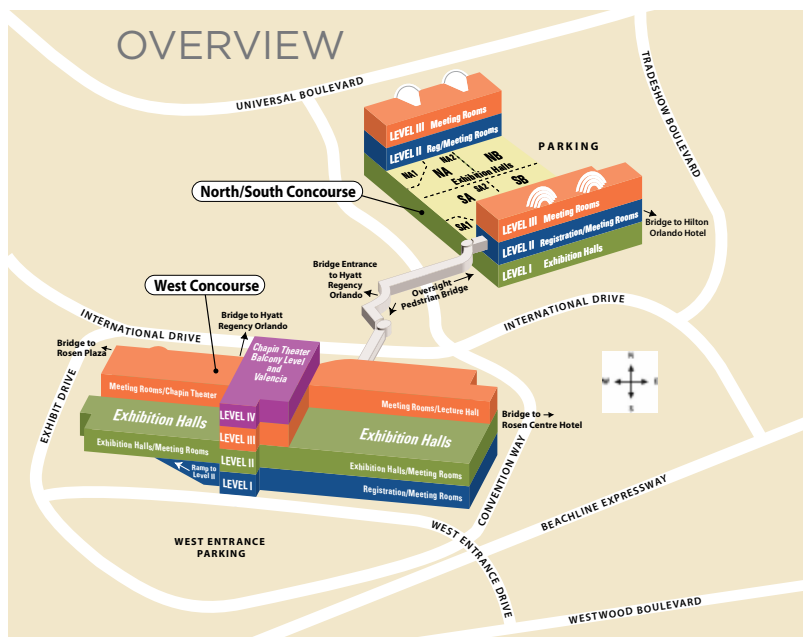 OVERVIEW
UNIVERSAL BOULEVARD
TRADESHOW BOULEVARD
LEVEL III Meeting Rooms
LEVEL II Reg/Meeting Rooms
PARKING
NA1
NA2
NA
NB
Exhibition Halls
SA
SA2
SB
SA1
North/South Concourse
LEVEL III Meeting Rooms
LEVEL II Registration/Meeting Rooms
LEVEL I Exhibition Halls
Bridge to Hilton
Orlando Hotel
Bridge Entrance
to Hyatt
Regency
Orlando
Oversight
Pedstrian Bridge
West Concourse
Bridge to Hyatt
Regency Orlando
INTERNATIONAL DRIVE
INTERNATIONAL DRIVE
Bridge to
Rosen Plaza
EXHIBIT DRIVE
Chapin Theater
Balcony Level
and
Valencia
Meeting Rooms/Chapin Theater
Meeting Rooms/Lecture Hall
LEVEL IV
LEVEL III
LEVEL II
LEVEL I
Exhibition Halls
Exhibition Halls
Exhibition Halls/Meeting Rooms
Exhibition Halls/Meeting Rooms
Ramp to
Level II
Registration/Meeting Rooms
N
W
E
S
Bridge to
Rosen Centre Hotel
CONVENTION WAY
WEST ENTRANCE
PARKING
WEST ENTRANCE DRIVE
BEACHLINE EXPRESSWAY
WESTWOOD BOULEVARD